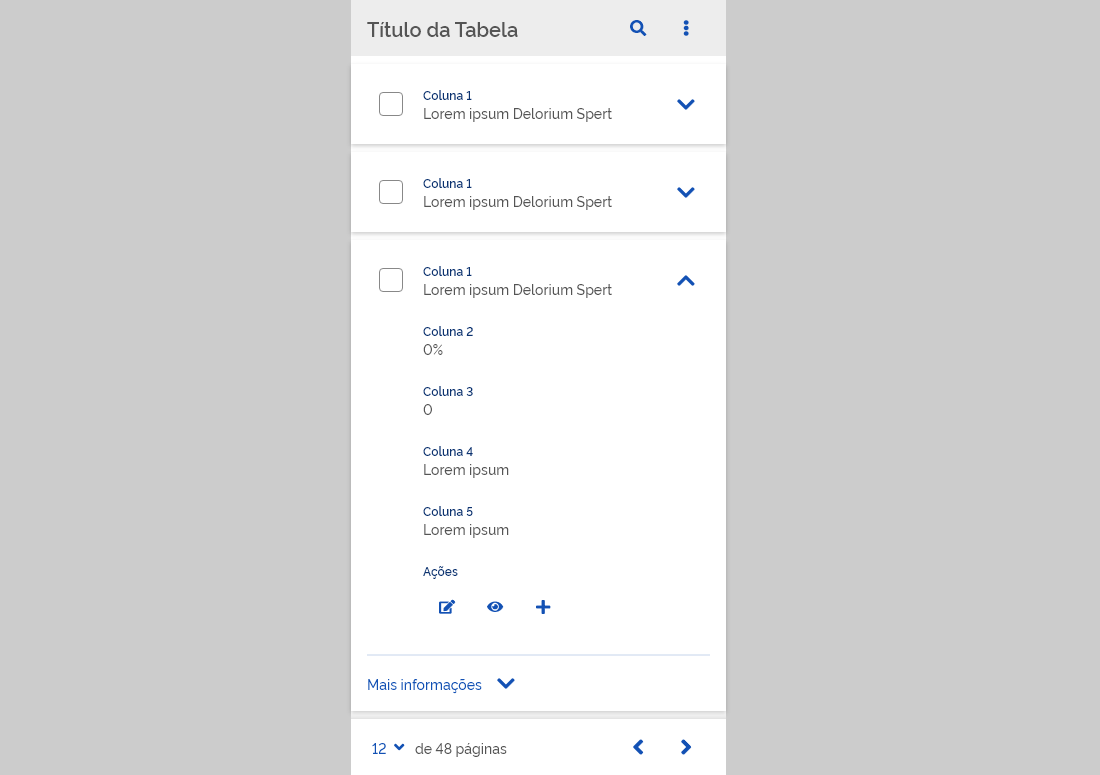 Título da Tabela
Coluna 1
Lorem ipsum Delorium Spert
Coluna 1
Lorem ipsum Delorium Spert
Coluna 1
Lorem ipsum Delorium Spert
Coluna 2
0%
Coluna 3
0
Coluna 4
Lorem ipsum
Coluna 5
Lorem ipsum
Ações
Mais informações
12 de 48 páginas